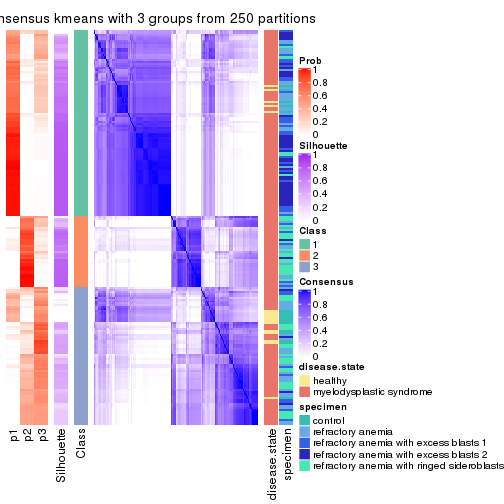 nsensus kmeans with 3 groups from 250 partitions
Prob
1
0.8
0.6
0.4
0.2
0
Silhouette
1
0.8
0.6
0.4
0.2
0
Class
1
2
3
Consensus
1
0.8
0.6
0.4
0.2
0
disease.state
healthy
myelodysplastic syndrome
specimen
control
refractory anemia
refractory anemia with excess blasts 1
refractory anemia with excess blasts 2
refractory anemia with ringed sideroblasts
p1
p2
p3
Silhouette
Class
disease.state
specimen